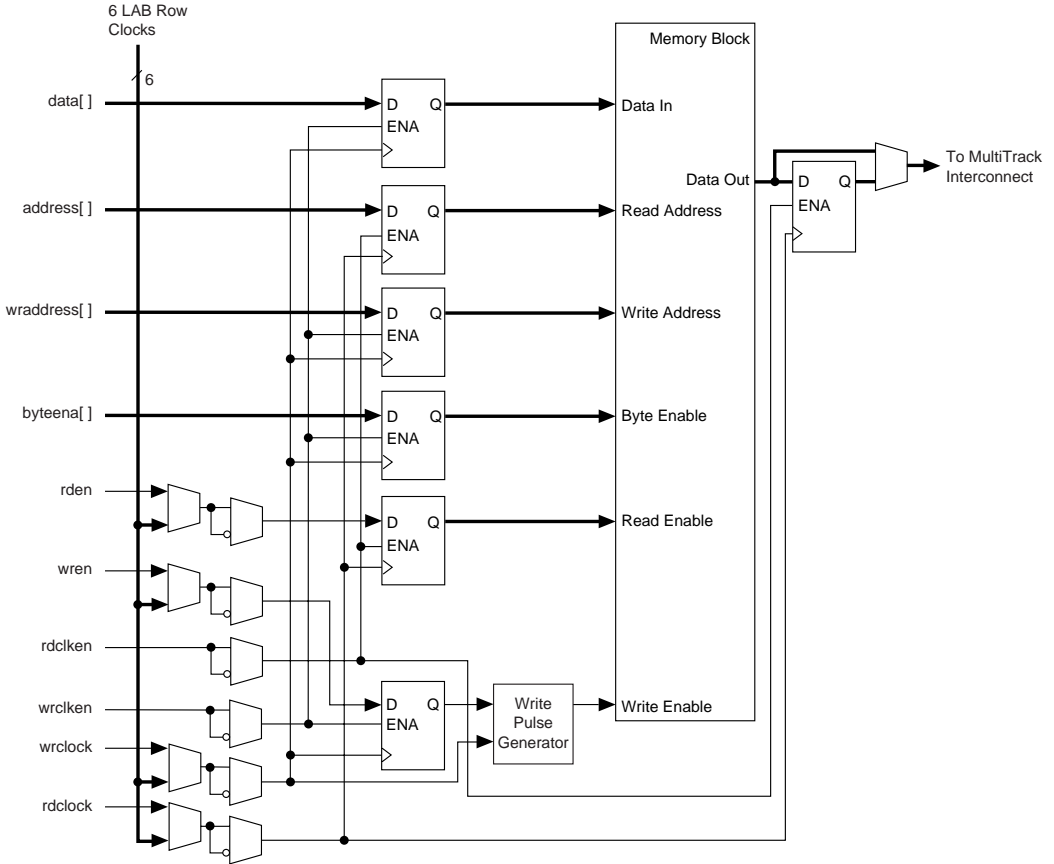 6 LAB Row
Clocks
6
Memory Block
data[ ]
D Q
ENA
Data In
To MultiTrack
Interconnect
Data Out
D Q
ENA
address[ ]
D Q
ENA
Read Address
wraddress[ ]
D Q
ENA
Write Address
byteena[ ]
D Q
ENA
Byte Enable
rden
D Q
ENA
Read Enable
wren
rdclken
wrclken
D Q
ENA
Write
Pulse
Generator
Write Enable
wrclock
rdclock